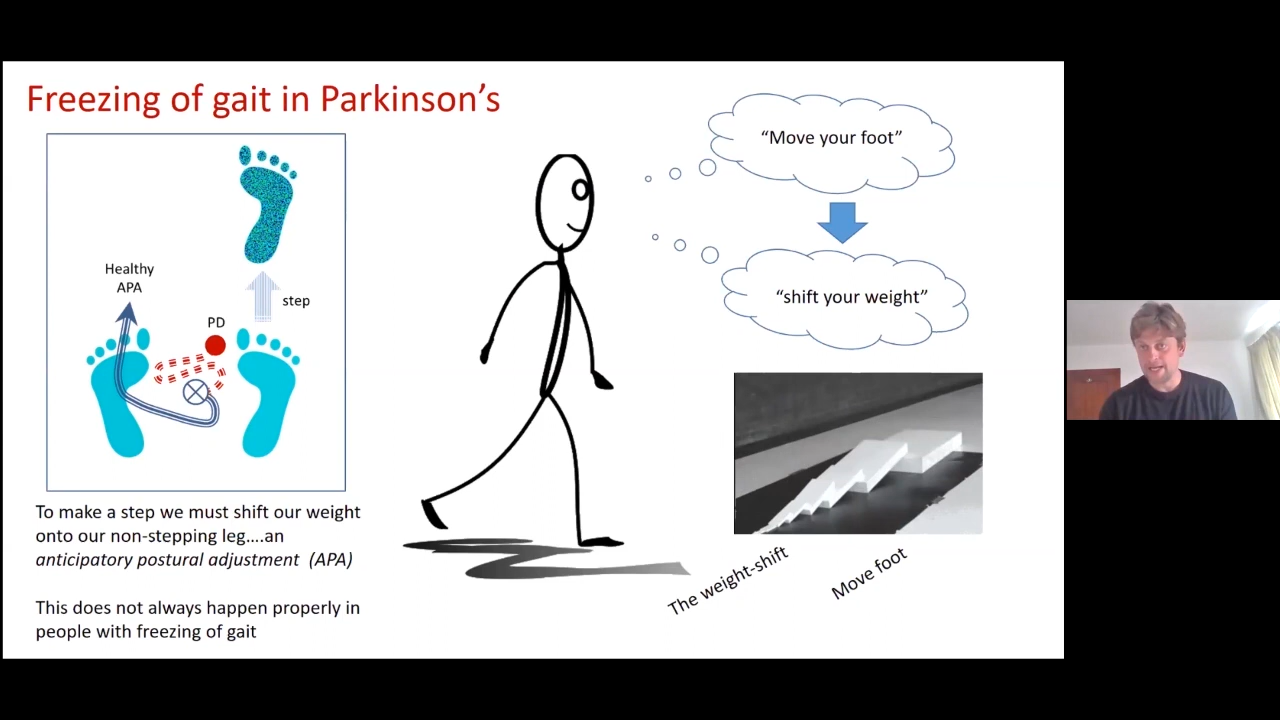 Freezing of gait in Parkinson’s
Healthy
APA
PD
step
To make a step we must shift our weight
onto our non-stepping leg....an
anticipatory postural adjustment (APA)
This does not always happen properly in
people with freezing of gait
“Move your foot”
“shift your weight”
The weight-shift
Move foot